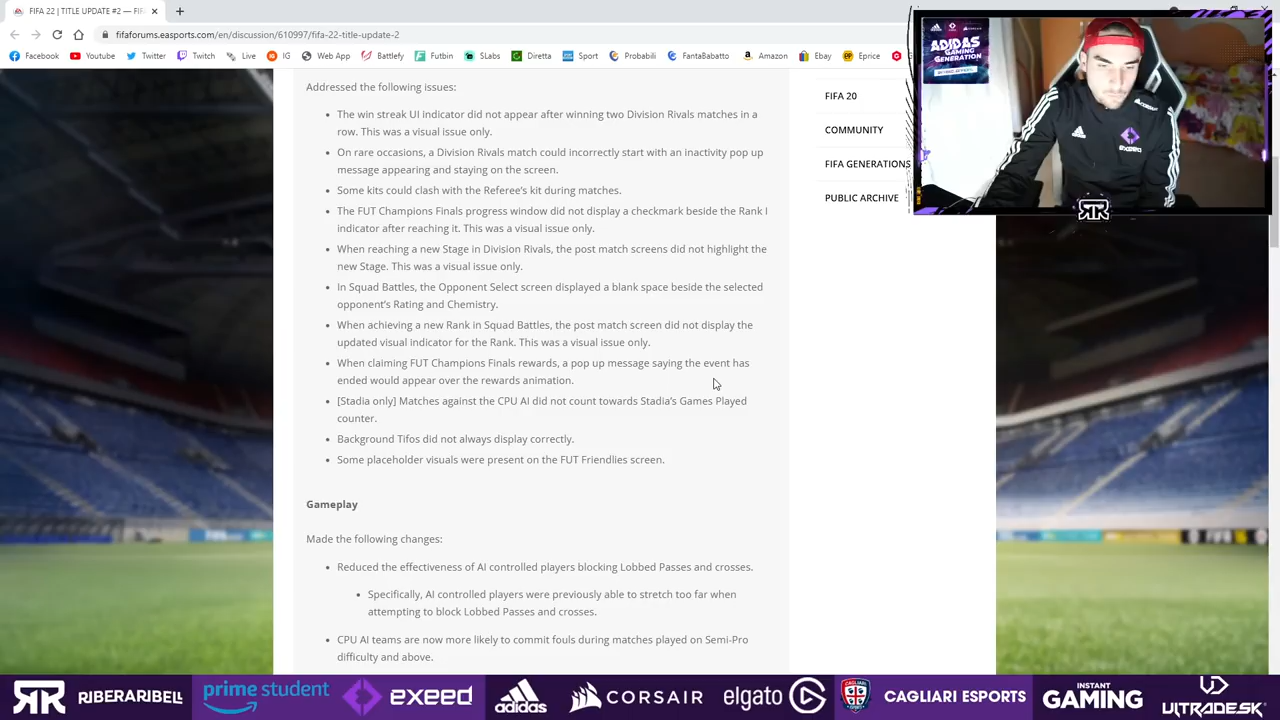 FIFA 22 | TITLE UPDATE #2 — FIFA
fifaforums.easports.com/en/discussion/610997/fifa-22-title-update-2
Facebook Youtube Twitter Twitch Live IG Web App Battlefy Futbin SLabs Diretta Sport Probabili FantaBabatto Amazon Ebay Eprice
Addressed the following issues:
The win streak UI indicator did not appear after winning two Division Rivals matches in a
row. This was a visual issue only.
On rare occasions, a Division Rivals match could incorrectly start with an inactivity pop up
message appearing and staying on the screen.
Some kits could clash with the Referee's kit during matches.
The FUT Champions Finals progress window did not display a checkmark beside the Rank I
indicator after reaching it. This was a visual issue only.
When reaching a new Stage in Division Rivals, the post match screens did not highlight the
new Stage. This was a visual issue only.
In Squad Battles, the Opponent Select screen displayed a blank space beside the selected
opponent's Rating and Chemistry.
When achieving a new Rank in Squad Battles, the post match screen did not display the
updated visual indicator for the Rank. This was a visual issue only.
When claiming FUT Champions Finals rewards, a pop up message saying the event has
ended would appear over the rewards animation.
[Stadia only] Matches against the CPU AI did not count towards Stadia's Games Played
counter.
Background Tifos did not always display correctly.
Some placeholder visuals were present on the FUT Friendlies screen.
Gameplay
Made the following changes:
Reduced the effectiveness of AI controlled players blocking Lobbed Passes and crosses.
Specifically, AI controlled players were previously able to stretch too far when
attempting to block Lobbed Passes and crosses.
CPU AI teams are now more likely to commit fouls during matches played on Semi-Pro
difficulty and above.
FIFA 20
COMMUNITY
FIFA GENERATIONS
PUBLIC ARCHIVE
ADIDAS
GAMING
GENERATION
exeed
RIBERARIBELL
prime student
exeed
adidas
CORSAIR
elgato
CAGLIARI ESPORTS
INSTANT
GAMING
ULTRADESK